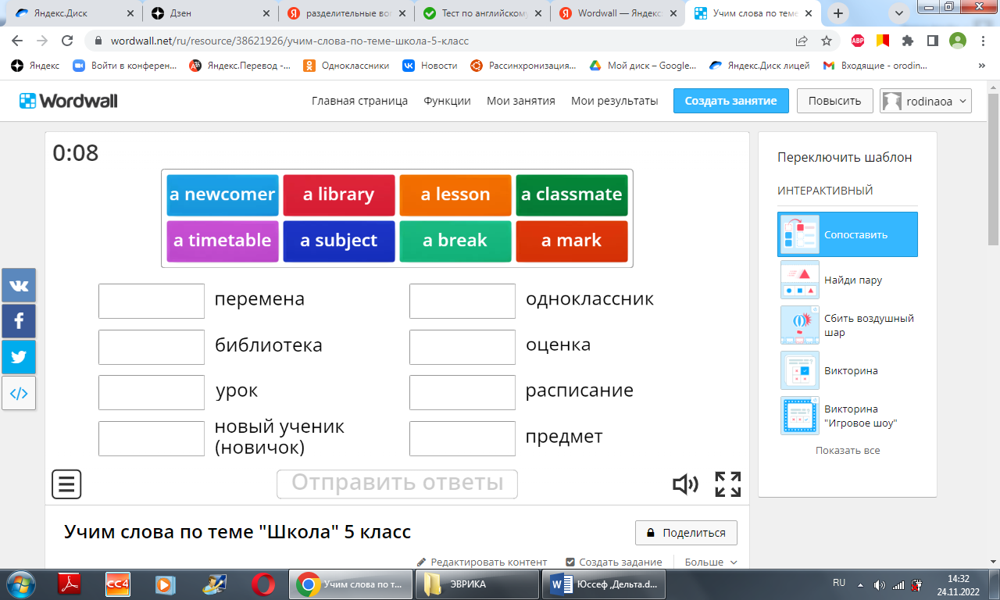 Яндекс.Диск
Дзен
разделительные вос
Тест по английскому
Wordwall — Яндекс:
Учим слова по теме
wordwall.net/ru/resource/38621926/учим-слова-по-теме-школа-5-класс
ABP
Яндекс
Войти в конферен...
Яндекс.Перевод -...
Одноклассники
Новости
Рассинхронизация...
Мой диск – Google...
Яндекс.Диск лицей
Входящие - orodin...
Wordwall
Главная страница
Функции
Мои занятия
Мои результаты
Создать занятие
Повысить
rodinaoa
0:08
a newcomer
a library
a lesson
a classmate
a timetable
a subject
a break
a mark
перемена
одноклассник
библиотека
оценка
урок
расписание
новый ученик
(новичок)
предмет
Отправить ответы
Переключить шаблон
ИНТЕРАКТИВНЫЙ
Сопоставить
Найди пару
Сбить воздушный
шар
Викторина
Викторина
"Игровое шоу"
Показать все
Учим слова по теме "Школа" 5 класс
Поделиться
Редактировать контент
Создать задание
Больше
CC4
Учим слова по т...
ЭВРИКА
Юссеф ,Дельта.d...
RU
14:32
24.11.2022